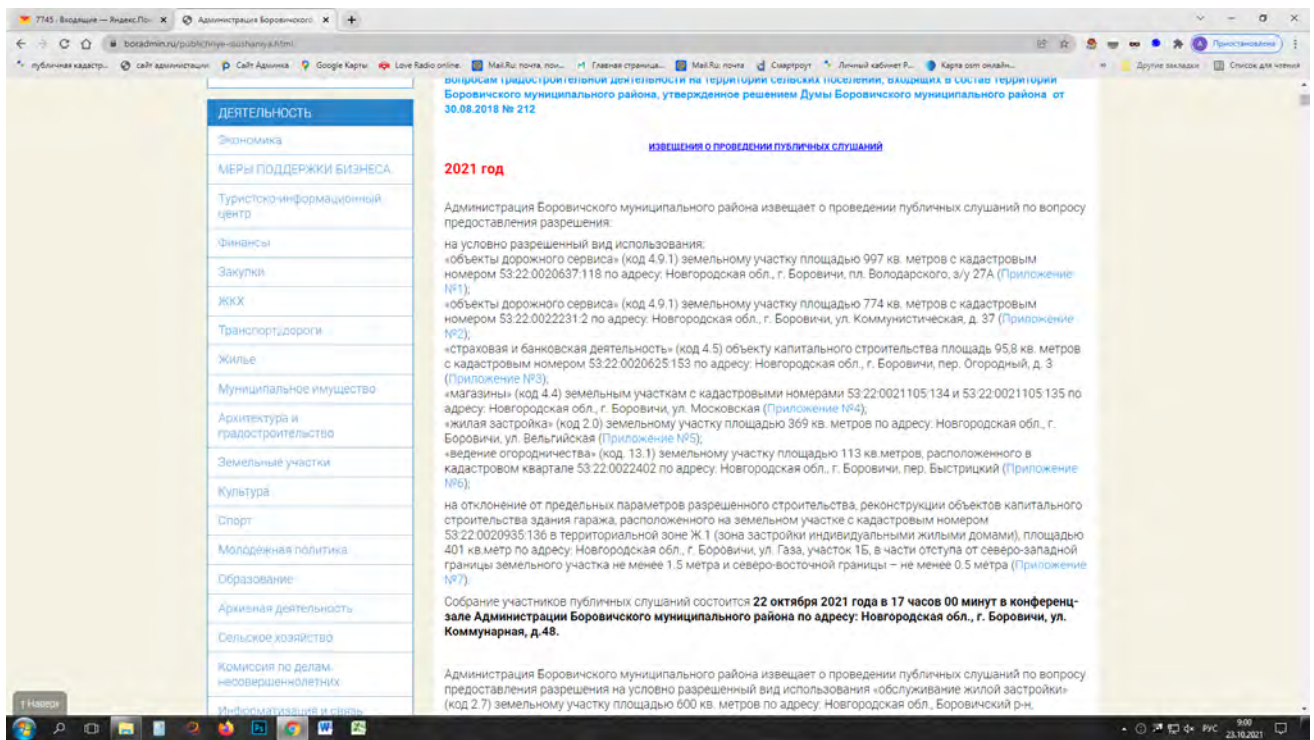 7745 · Входящие — Яндекс.По
Администрация Боровичского
boradmin.ru/publichnye-slushaniya.html
Приостановлена
публичная кадастр...
сайт администации
Сайт Админка
Google Карты
Love Radio online
Mail.Ru: почта, пои...
Главная страница...
Mail.Ru: почта
Смартроут
Личный кабинет Р...
Карта osm онлайн...
Другие закладки
Список для чтения
ДЕЯТЕЛЬНОСТЬ
Экономика
МЕРЫ ПОДДЕРЖКИ БИЗНЕСА
Туристско-информационный
центр
Финансы
Закупки
ЖКХ
Транспорт,дороги
Жилье
Муниципальное имущество
Архитектура и
градостроительство
Земельные участки
Культура
Спорт
Молодежная политика
Образование
Архивная деятельность
Сельское хозяйство
Комиссия по делам
несовершеннолетних
Информатизация и связь
вопросам градостроительной деятельности на территории сельских поселений, входящих в состав территории
Боровичского муниципального района, утвержденное решением Думы Боровичского муниципального района от
30.08.2018 № 212
ИЗВЕЩЕНИЯ О ПРОВЕДЕНИИ ПУБЛИЧНЫХ СЛУШАНИЙ
2021 год
Администрация Боровичского муниципального района извещает о проведении публичных слушаний по вопросу
предоставления разрешения:
на условно разрешенный вид использования:
«объекты дорожного сервиса» (код 4.9.1) земельному участку площадью 997 кв. метров с кадастровым
номером 53:22:0020637:118 по адресу: Новгородская обл., г. Боровичи, пл. Володарского, з/у 27А (Приложение
№1);
«объекты дорожного сервиса» (код 4.9.1) земельному участку площадью 774 кв. метров с кадастровым
номером 53:22:0022231:2 по адресу: Новгородская обл., г. Боровичи, ул. Коммунистическая, д. 37 (Приложение
№2);
«страховая и банковская деятельность» (код 4.5) объекту капитального строительства площадь 95,8 кв. метров
с кадастровым номером 53:22:0020625:153 по адресу: Новгородская обл., г. Боровичи, пер. Огородный, д. 3
(Приложение №3);
«магазины» (код 4.4) земельным участкам с кадастровыми номерами 53:22:0021105:134 и 53:22:0021105:135 по
адресу: Новгородская обл., г. Боровичи, ул. Московская (Приложение №4);
«жилая застройка» (код 2.0) земельному участку площадью 369 кв. метров по адресу: Новгородская обл., г.
Боровичи, ул. Вельгийская (Приложение №5);
«ведение огородничества» (код. 13.1) земельному участку площадью 113 кв.метров, расположенного в
кадастровом квартале 53:22:0022402 по адресу: Новгородская обл., г. Боровичи, пер. Быстрицкий (Приложение
№6);
на отклонение от предельных параметров разрешенного строительства, реконструкции объектов капитального
строительства здания гаража, расположенного на земельном участке с кадастровым номером
53:22:0020935:136 в территориальной зоне Ж.1 (зона застройки индивидуальными жилыми домами), площадью
401 кв.метр по адресу: Новгородская обл., г. Боровичи, ул. Газа, участок 1Б, в части отступа от северо-западной
границы земельного участка не менее 1.5 метра и северо-восточной границы – не менее 0.5 метра (Приложение
№7).
Собрание участников публичных слушаний состоится 22 октября 2021 года в 17 часов 00 минут в конференц-
зале Администрации Боровичского муниципального района по адресу: Новгородская обл., г. Боровичи, ул.
Коммунарная, д.48.
Администрация Боровичского муниципального района извещает о проведении публичных слушаний по вопросу
предоставления разрешения на условно разрешенный вид использования «обслуживание жилой застройки»
(код 2.7) земельному участку площадью 600 кв. метров по адресу: Новгородская обл., Боровичский р-н,
↑ Наверх
РУС
9:00
23.10.2021